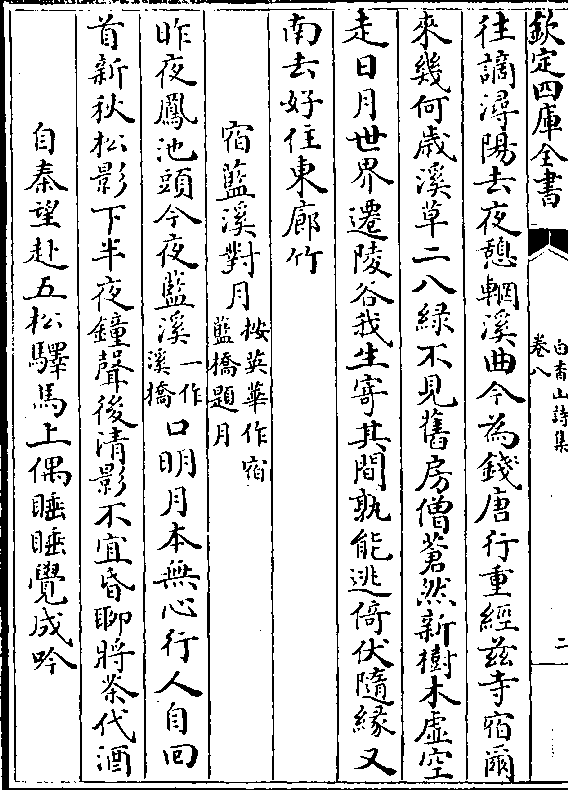 欽定四庫全書
白香山詩集
卷八
二
往謫潯陽去夜憩輞溪曲今為錢唐行重經兹寺宿爾
來幾何歲溪草二八綠不見舊房僧蒼然新樹木虛空
走日月世界遷陵谷我生寄其間孰能逃倚伏隨緣又
南去好住東廊竹
宿藍溪對月按英華作宿藍橋題月
昨夜鳳池頭今夜藍溪一作溪橋口明月本無心行人自回
首新秋松影下半夜鐘聲後清影不宜昏聊將茶代酒
自秦望赴五松驛馬上偶睡睡覺成吟